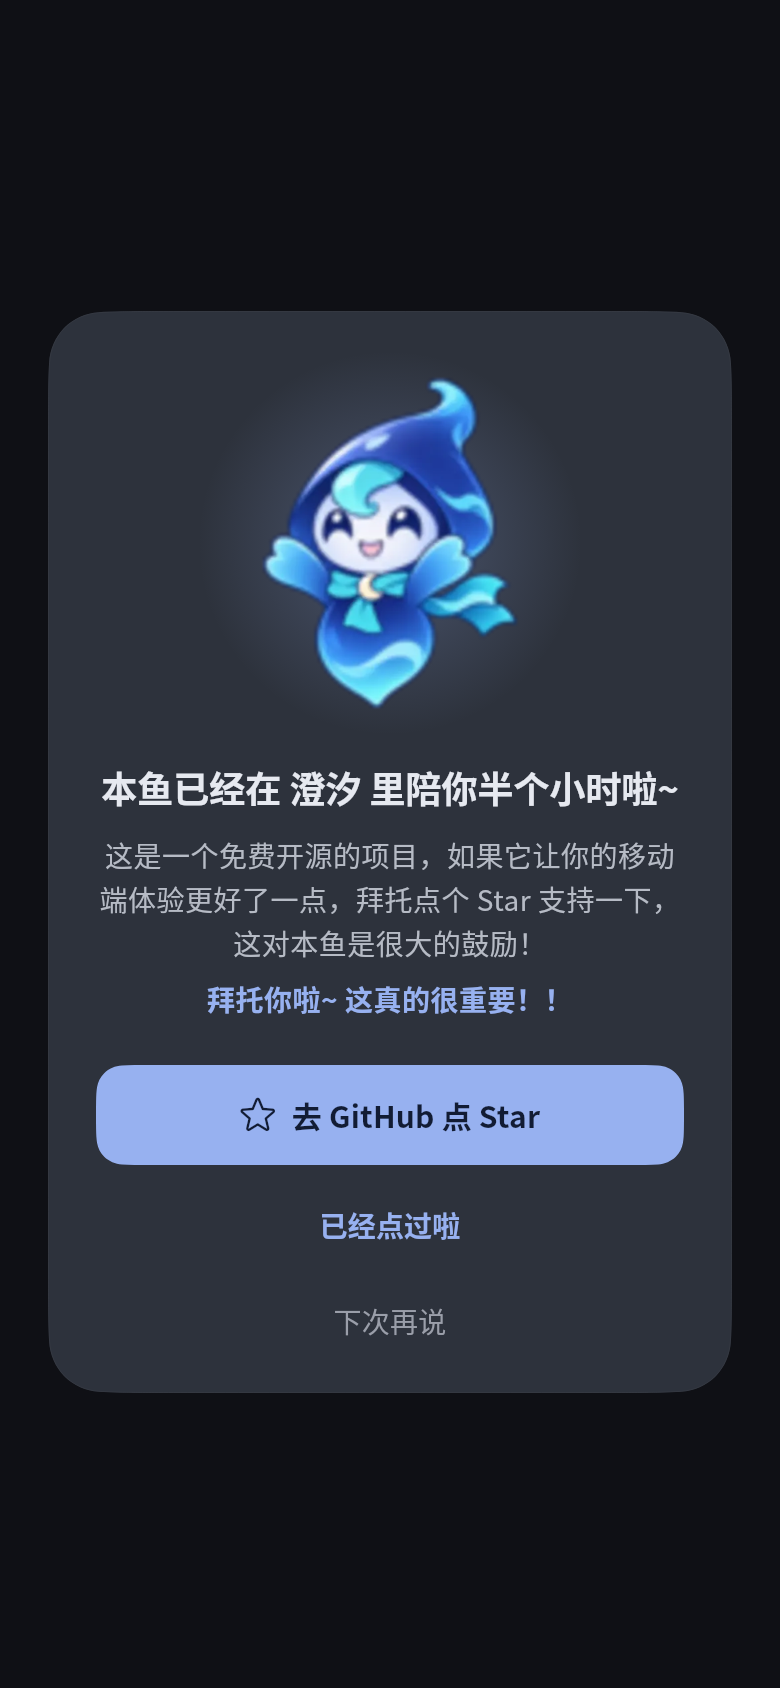 本鱼已经在 澄汐 里陪你半个小时啦~
这是一个免费开源的项目，如果它让你的移动
端体验更好了一点，拜托点个 Star 支持一下，
这对本鱼是很大的鼓励！
拜托你啦~ 这真的很重要！！
去 GitHub 点 Star
已经点过啦
下次再说